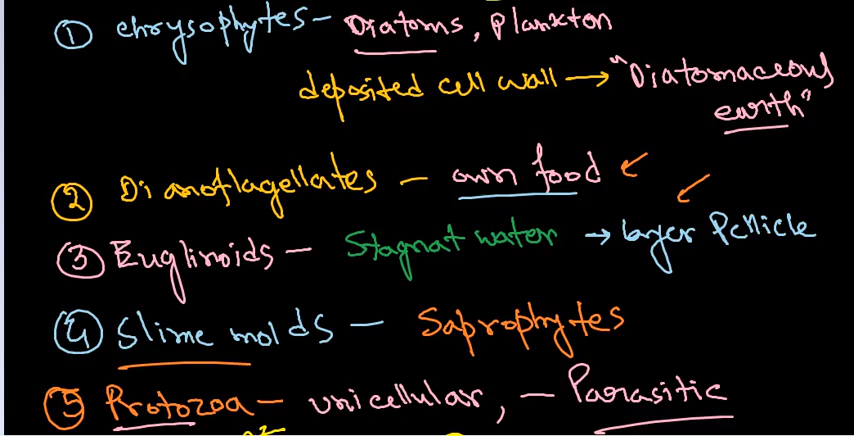 ① chrysophytes - Diatoms, Plankton
deposited cell wall → "Diatomaceous
earth"
② Dianoflagellates - own food
③ Euglinoids - Stagnat water → layer Pellicle
④ Slime molds - Saprophytes
⑤ Protozoa - unicellular, - Parasitic